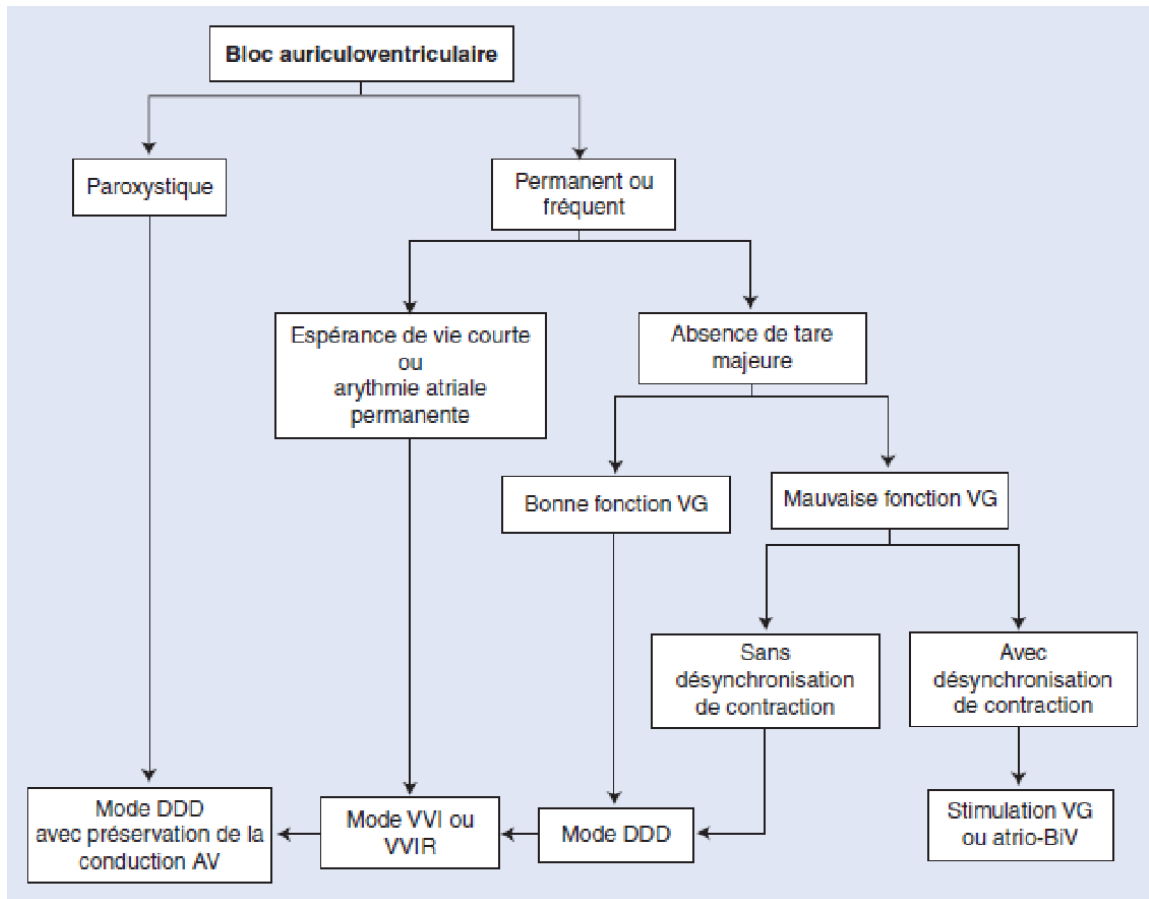 Bloc auriculoventriculaire
Paroxystique
Permanent ou
fréquent
Espérance de vie courte
ou
arythmie atriale
permanente
Absence de tare
majeure
Bonne fonction VG
Mauvaise fonction VG
Sans
désynchronisation
de contraction
Avec
désynchronisation
de contraction
Mode DDD
avec préservation de la
conduction AV
Mode VVI ou
VVIR
Mode DDD
Stimulation VG
ou atrio-BiV